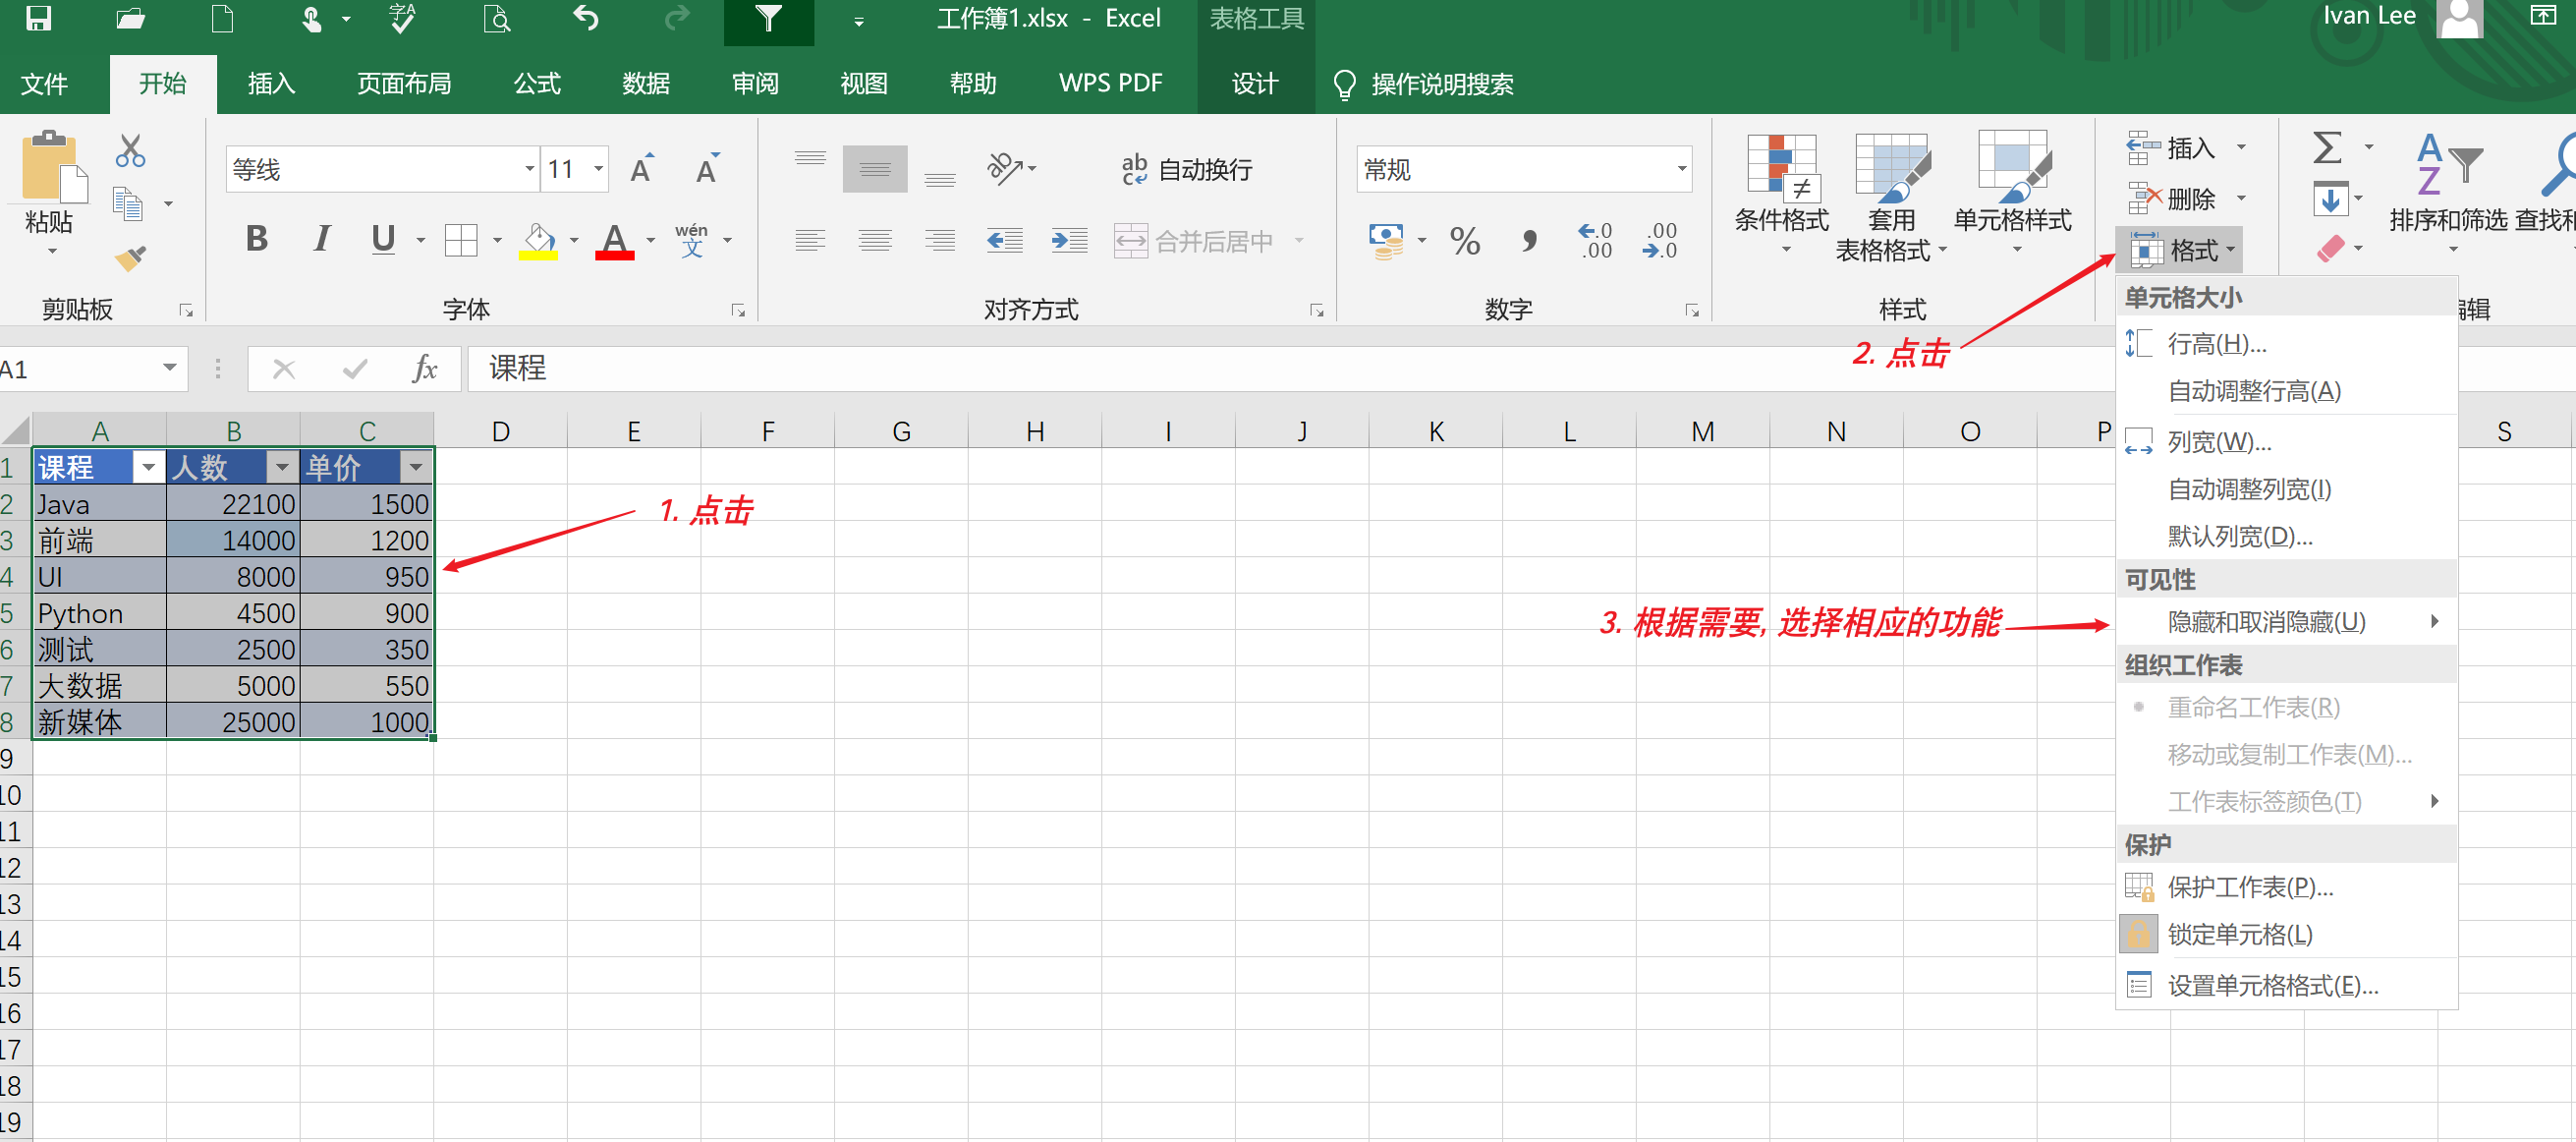 工作簿1.xlsx - Excel
表格工具
Ivan Lee
文件
开始
插入
页面布局
公式
数据
审阅
视图
帮助
WPS PDF
设计
操作说明搜索
粘贴
剪贴板
等线
11
B I U
wén
文
字体
ab
自动换行
合并后居中
对齐方式
常规
%
数字
条件格式
套用
表格格式
单元格样式
样式
插入
删除
格式
排序和筛选
A1
fx
课程
A B C D E F G H I J K L M N O P S
1 课程 人数 单价
2 Java 22100 1500
3 前端 14000 1200
4 UI 8000 950
5 Python 4500 900
6 测试 2500 350
7 大数据 5000 550
8 新媒体 25000 1000
9
10
11
12
13
14
15
16
17
18
19
1. 点击
2. 点击
3. 根据需要, 选择相应的功能
单元格大小
行高(H)...
自动调整行高(A)
列宽(W)...
自动调整列宽(I)
默认列宽(D)...
可见性
隐藏和取消隐藏(U)
组织工作表
重命名工作表(R)
移动或复制工作表(M)...
工作表标签颜色(T)
保护
保护工作表(P)...
锁定单元格(L)
设置单元格格式(E)...